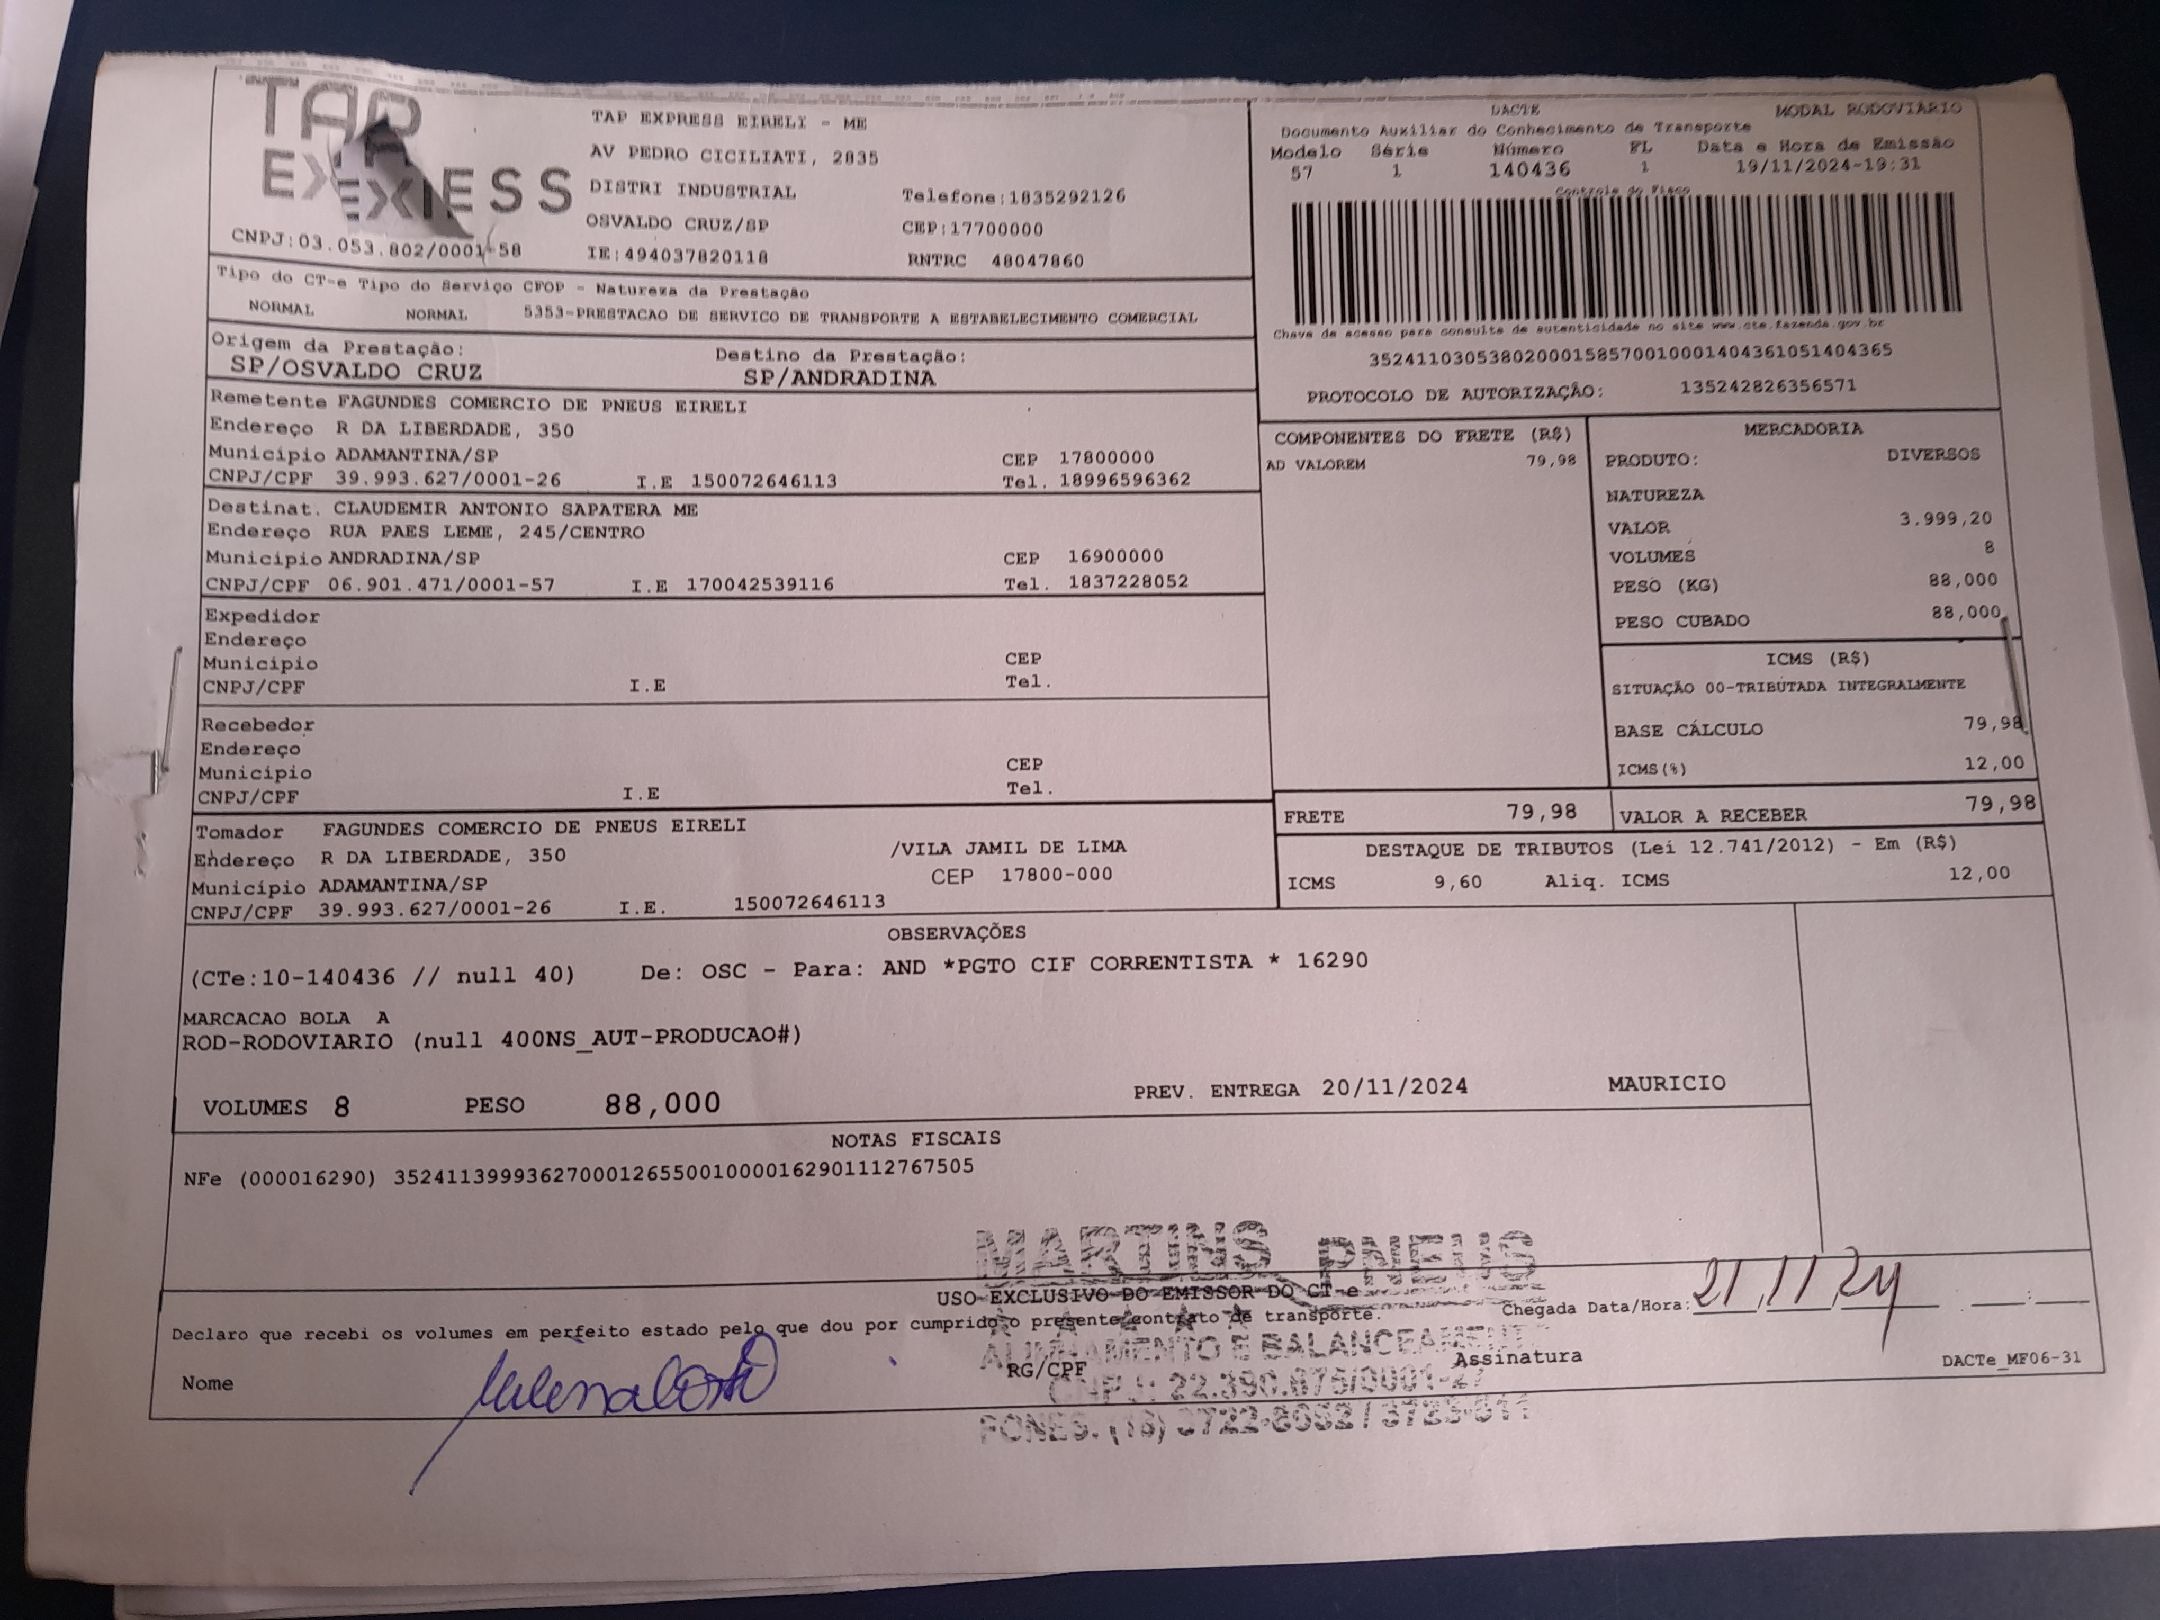 TAP
EXPRESS
TAP EXPRESS EIRELI - ME
AV PEDRO CICILIATI, 2835
DISTRI INDUSTRIAL Telefone:1835292126
OSVALDO CRUZ/SP CEP:17700000
CNPJ:03.053.802/0001-58 IE:494037820118 RNTRC 48047860
DACTE MODAL RODOVIARIO
Documento Auxiliar do Conhecimento de Transporte
Modelo Série Número FL Data e Hora de Emissão
57 1 140436 1 19/11/2024-19:31
Controle do Fisco
Chave de acesso para consulta de autenticidade no site www.cte.fazenda.gov.br
35241103053802000158570010001404361051404365
PROTOCOLO DE AUTORIZAÇÃO: 135242826356571
Tipo do CT-e Tipo do Serviço CFOP - Natureza da Prestação
NORMAL NORMAL 5353-PRESTACAO DE SERVICO DE TRANSPORTE A ESTABELECIMENTO COMERCIAL
Origem da Prestação: Destino da Prestação:
SP/OSVALDO CRUZ SP/ANDRADINA
Remetente FAGUNDES COMERCIO DE PNEUS EIRELI
Endereço R DA LIBERDADE, 350
Município ADAMANTINA/SP CEP 17800000
CNPJ/CPF 39.993.627/0001-26 I.E 150072646113 Tel. 18996596362
Destinat. CLAUDEMIR ANTONIO SAPATERA ME
Endereço RUA PAES LEME, 245/CENTRO
Município ANDRADINA/SP CEP 16900000
CNPJ/CPF 06.901.471/0001-57 I.E 170042539116 Tel. 1837228052
Expedidor
Endereço
Município CEP
CNPJ/CPF I.E Tel.
Recebedor
Endereço
Município CEP
CNPJ/CPF I.E Tel.
Tomador FAGUNDES COMERCIO DE PNEUS EIRELI
Endereço R DA LIBERDADE, 350 /VILA JAMIL DE LIMA
Município ADAMANTINA/SP CEP 17800-000
CNPJ/CPF 39.993.627/0001-26 I.E. 150072646113
COMPONENTES DO FRETE (R$)
AD VALOREM 79,98
MERCADORIA
PRODUTO: DIVERSOS
NATUREZA
VALOR 3.999,20
VOLUMES 8
PESO (KG) 88,000
PESO CUBADO 88,000
ICMS (R$)
SITUAÇÃO 00-TRIBUTADA INTEGRALMENTE
BASE CÁLCULO 79,98
ICMS(%) 12,00
FRETE 79,98 VALOR A RECEBER 79,98
DESTAQUE DE TRIBUTOS (Lei 12.741/2012) - Em (R$)
ICMS 9,60 Aliq. ICMS 12,00
OBSERVAÇÕES
(CTe:10-140436 // null 40) De: OSC - Para: AND *PGTO CIF CORRENTISTA * 16290
MARCACAO BOLA A
ROD-RODOVIARIO (null 400NS_AUT-PRODUCAO#)
VOLUMES 8 PESO 88,000 PREV. ENTREGA 20/11/2024 MAURICIO
NOTAS FISCAIS
NFe (000016290) 35241139993627000126550010000162901112767505
MARTINS PNEUS
USO EXCLUSIVO DO EMISSOR DO CT-e
Chegada Data/Hora: 21/11/24 __:__
Declaro que recebi os volumes em perfeito estado pelo que dou por cumprido o presente contrato de transporte.
ALINHAMENTO E BALANCEAMENT
Nome RG/CPF Assinatura DACTe_MF06-31
CNPJ: 22.390.675/0001-27
FONES: (18) 3722-8052 /